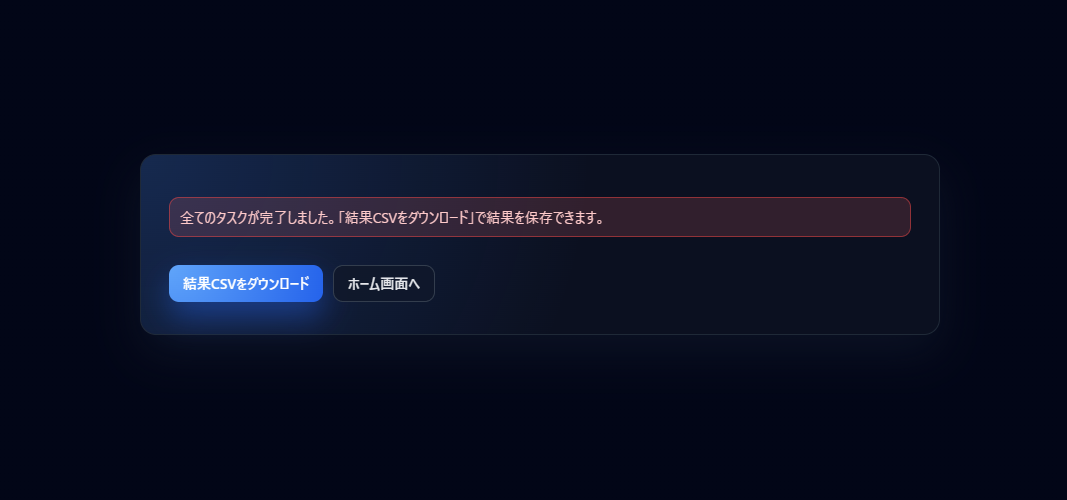 全てのタスクが完了しました。「結果CSVをダウンロード」で結果を保存できます。
結果CSVをダウンロード
ホーム画面へ